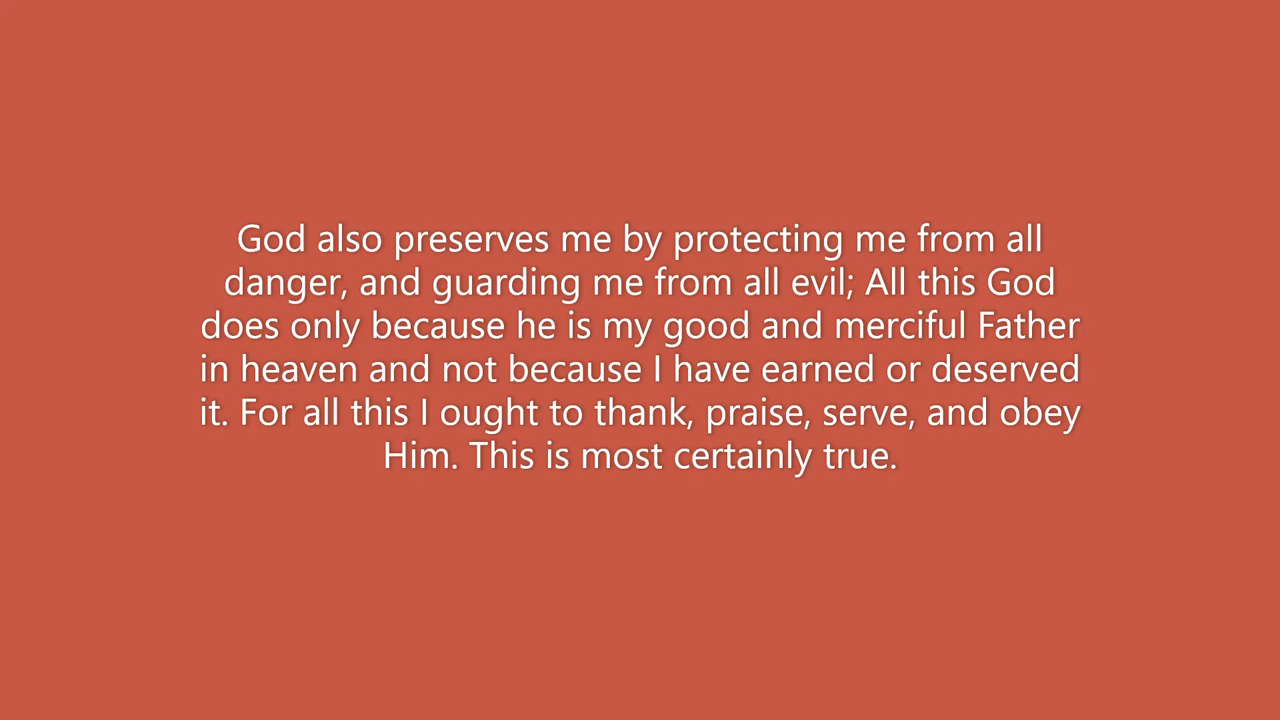 God also preserves me by protecting me from all
danger, and guarding me from all evil; All this God
does only because he is my good and merciful Father
in heaven and not because I have earned or deserved
it. For all this I ought to thank, praise, serve, and obey
Him. This is most certainly true.